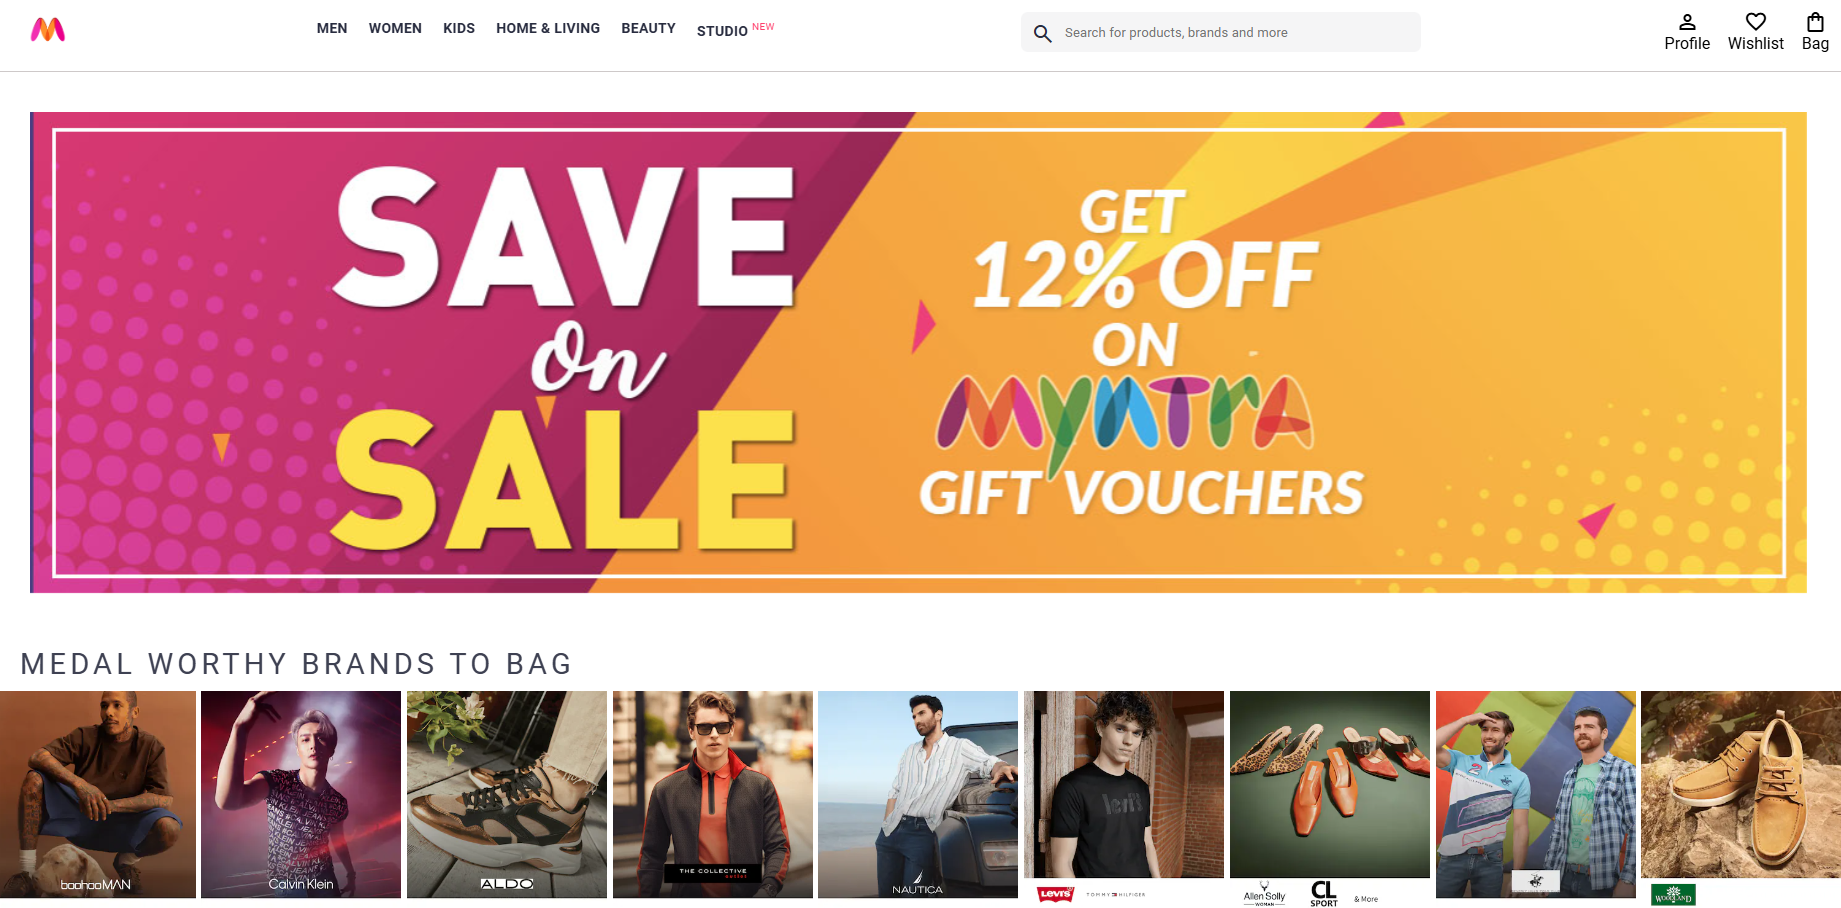 MEN WOMEN KIDS HOME & LIVING BEAUTY STUDIO NEW
Search for products, brands and more
Profile Wishlist Bag
SAVE
on
SALE
GET
12% OFF
ON
MYNTRA
GIFT VOUCHERS
MEDAL WORTHY BRANDS TO BAG
levi's
boohooMAN
Calvin Klein
ALDO
THE COLLECTIVE
outlet
NAUTICA
Levi's
TOMMY HILFIGER
Allen Solly
WOMAN
CL
SPORT
& More
WOODLAND